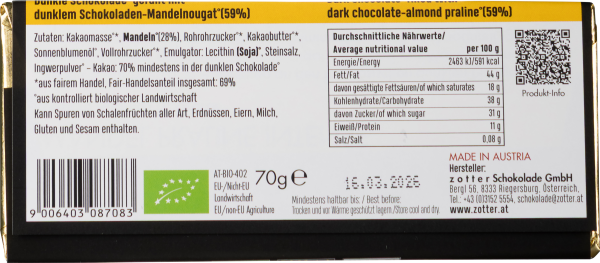 dunklem Schokoladen-Mandelnougat*(59%)
Zutaten: Kakaomasse°*, Mandeln*(28%), Rohrohrzucker°*, Kakaobutter°*,
Sonnenblumenöl*, Vollrohrzucker°*, Emulgator: Lecithin (Soja)*, Steinsalz,
Ingwerpulver* – Kakao: 70% mindestens in der dunklen Schokolade"
°aus fairem Handel, Fair-Handelsanteil insgesamt: 69%
*aus kontrolliert biologischer Landwirtschaft
Kann Spuren von Schalenfrüchten aller Art, Erdnüssen, Eiern, Milch,
Gluten und Sesam enthalten.
9 006403 087083
AT-BIO-402
EU-/Nicht-EU
Landwirtschaft
EU/non-EU Agriculture
70g e
dark chocolate-almond praline*(59%)
Durchschnittliche Nährwerte/
Average nutritional value per 100 g
Energie/Energy 2463 kJ/591 kcal
Fett/Fat 44 g
davon gesättigte Fettsäuren/of which saturates 18 g
Kohlenhydrate/Carbohydrate 38 g
davon Zucker/of which sugar 31 g
Eiweiß/Protein 11 g
Salz/Salt 0,08 g
Produkt-Info
16.03.2026
Mindestens haltbar bis: / Best before:
Trocken und vor Wärme geschützt lagern./Store cool and dry.
MADE IN AUSTRIA
Hersteller:
zotter Schokolade GmbH
Bergl 56, 8333 Riegersburg, Österreich,
Tel.: +43 (0)3152 5554, schokolade@zotter.at
www.zotter.at